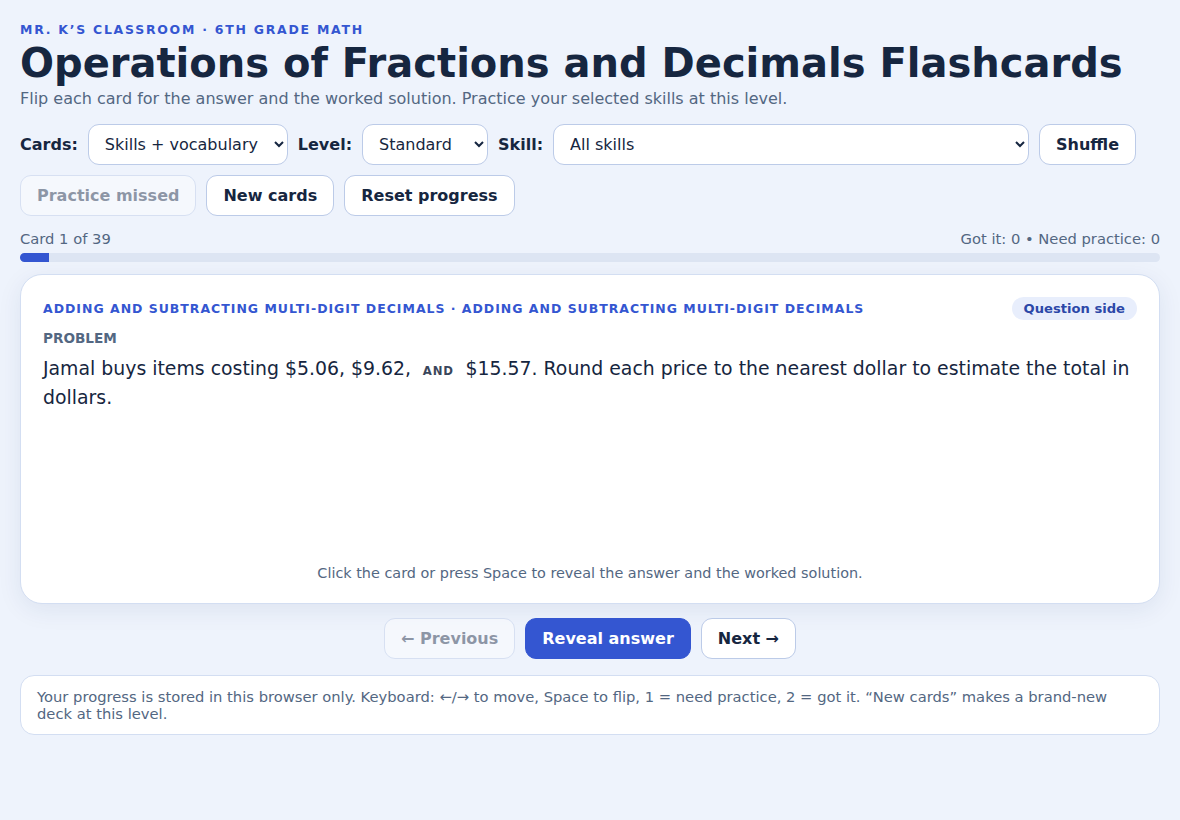 MR. K’S CLASSROOM · 6TH GRADE MATH
Operations of Fractions and Decimals Flashcards
Flip each card for the answer and the worked solution. Practice your selected skills at this level.
Cards: Skills + vocabulary Level: Standard Skill: All skills Shuffle
Practice missed New cards Reset progress
Card 1 of 39 Got it: 0 • Need practice: 0
ADDING AND SUBTRACTING MULTI-DIGIT DECIMALS · ADDING AND SUBTRACTING MULTI-DIGIT DECIMALS Question side
PROBLEM
Jamal buys items costing $5.06, $9.62, AND $15.57. Round each price to the nearest dollar to estimate the total in
dollars.
Click the card or press Space to reveal the answer and the worked solution.
← Previous Reveal answer Next →
Your progress is stored in this browser only. Keyboard: ←/→ to move, Space to flip, 1 = need practice, 2 = got it. “New cards” makes a brand-new
deck at this level.